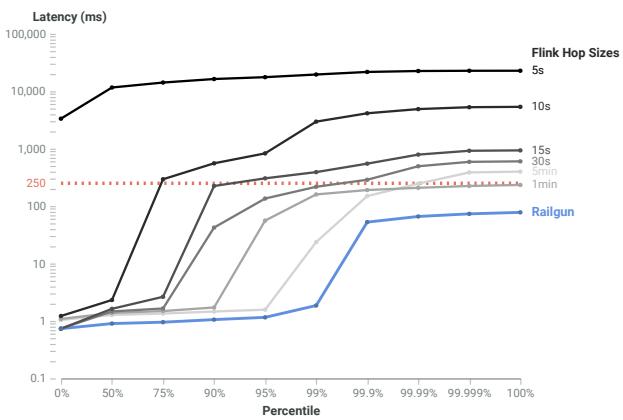 Latency (ms)
100,000
10,000
1,000
250
100
10
1
0.1
Flink Hop Sizes
5s
10s
15s
30s
5min
1min
Railgun
0% 50% 75% 90% 95% 99% 99.9% 99.99% 99.999% 100%
Percentile